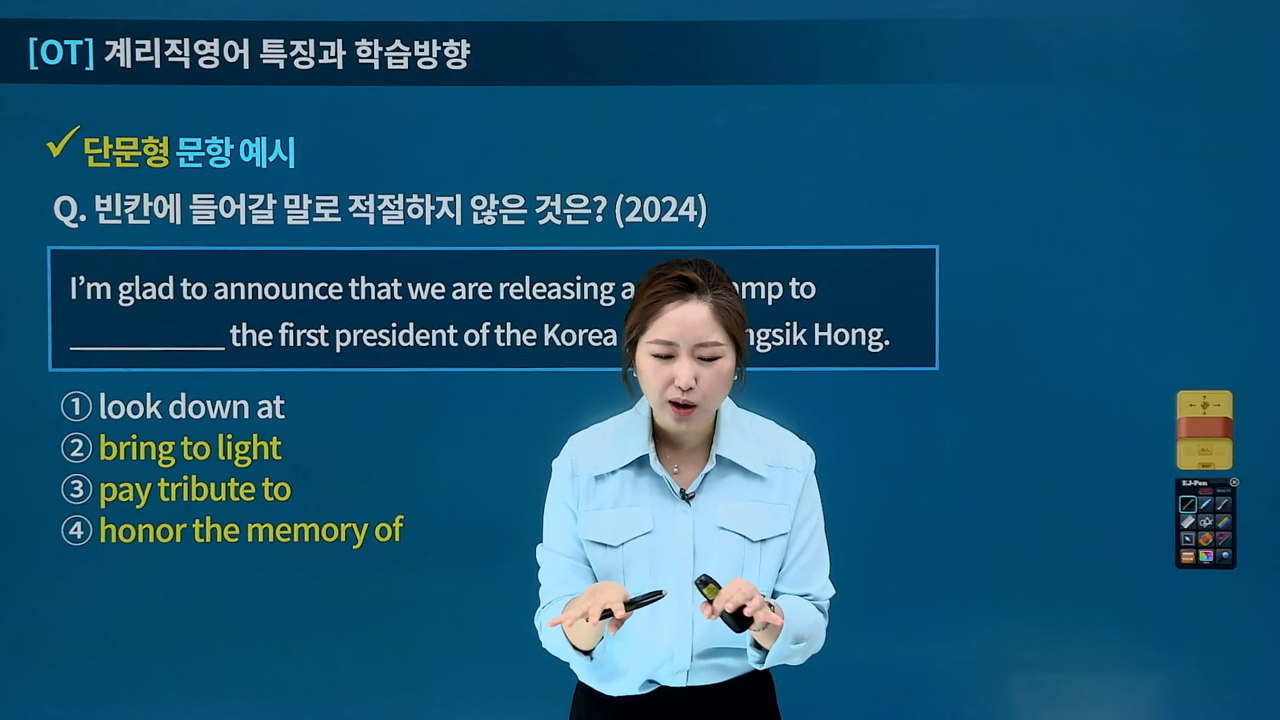 [OT] 계리직영어 특징과 학습방향
단문형 문항 예시
Q. 빈칸에 들어갈 말로 적절하지 않은 것은? (2024)
I’m glad to announce that we are releasing to
__________ the first president of the Korea Hong.
① look down at
② bring to light
③ pay tribute to
④ honor the memory of
EJ-Pen
ALL